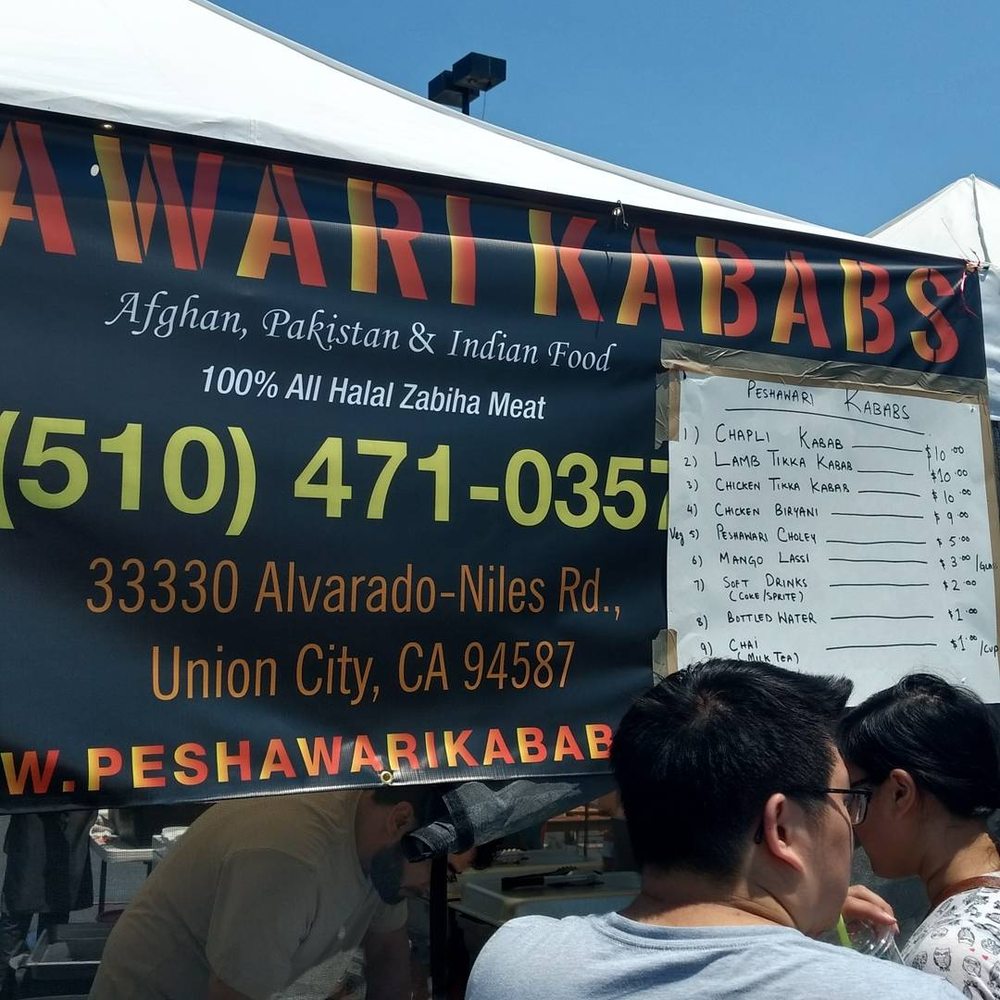 AWARI KABABS
Afghan, Pakistan & Indian Food
100% All Halal Zabiha Meat
(510) 471-0357
33330 Alvarado-Niles Rd.,
Union City, CA 94587
W.PESHAWARIKABAB
PESHAWARI KABABS
1) CHAPLI KABAB $10.00
2) LAMB TIKKA KABAB $10.00
3) CHICKEN TIKKA KABAB $10.00
4) CHICKEN BIRYANI $9.00
Veg 5) PESHAWARI CHOLEY $5.00
6) MANGO LASSI $3.00
7) SOFT DRINKS $2.00
(COKE/SPRITE)
8) BOTTLED WATER $1.00
9) CHAI $1.00/CUP
(MILK TEA)